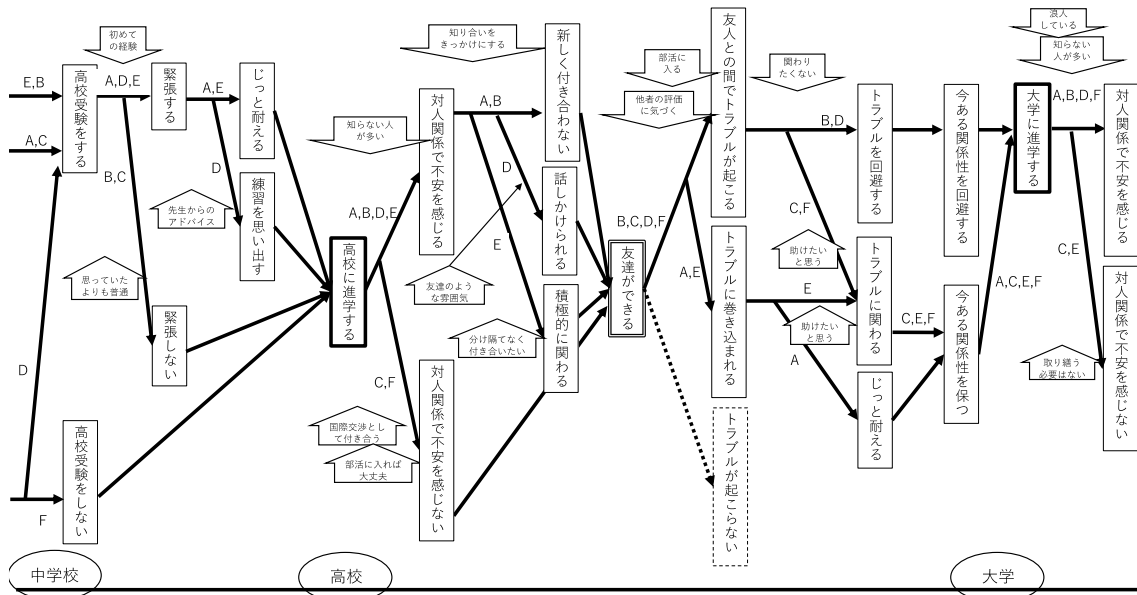 初めて
の経験
E,B
A,C
高校受験をする
A,D,E
緊張する
A,E
じっと耐える
D
B,C
先生からの
アドバイス
練習を思い出す
思っていた
よりも普通
緊張しない
D
F
高校受験をしない
中学校
高校に進学する
知らない人
が多い
A,B,D,E
対人関係で不安を感じる
知り合いを
きっかけにする
A,B
新しく付き合わない
D
話しかけられる
E
友達のよう
な雰囲気
分け隔てなく
付き合いたい
積極的に関わる
C,F
国際交渉とし
て付き合う
部活に入れば
大丈夫
対人関係で不安を感じない
高校
友達ができる
B,C,D,F
部活に
入る
他者の評価
に気づく
友人との間でトラブルが起こる
A,E
トラブルに巻き込まれる
トラブルが起こらない
関わり
たくない
B,D
トラブルを回避する
C,F
助けたい
と思う
E
トラブルに関わる
助けたい
と思う
A
じっと耐える
今ある関係性を回避する
C,E,F
今ある関係性を保つ
A,C,E,F
大学に進学する
浪人
している
知らない
人が多い
A,B,D,F
対人関係で不安を感じる
C,E
取り繕う
必要はない
対人関係で不安を感じない
大学